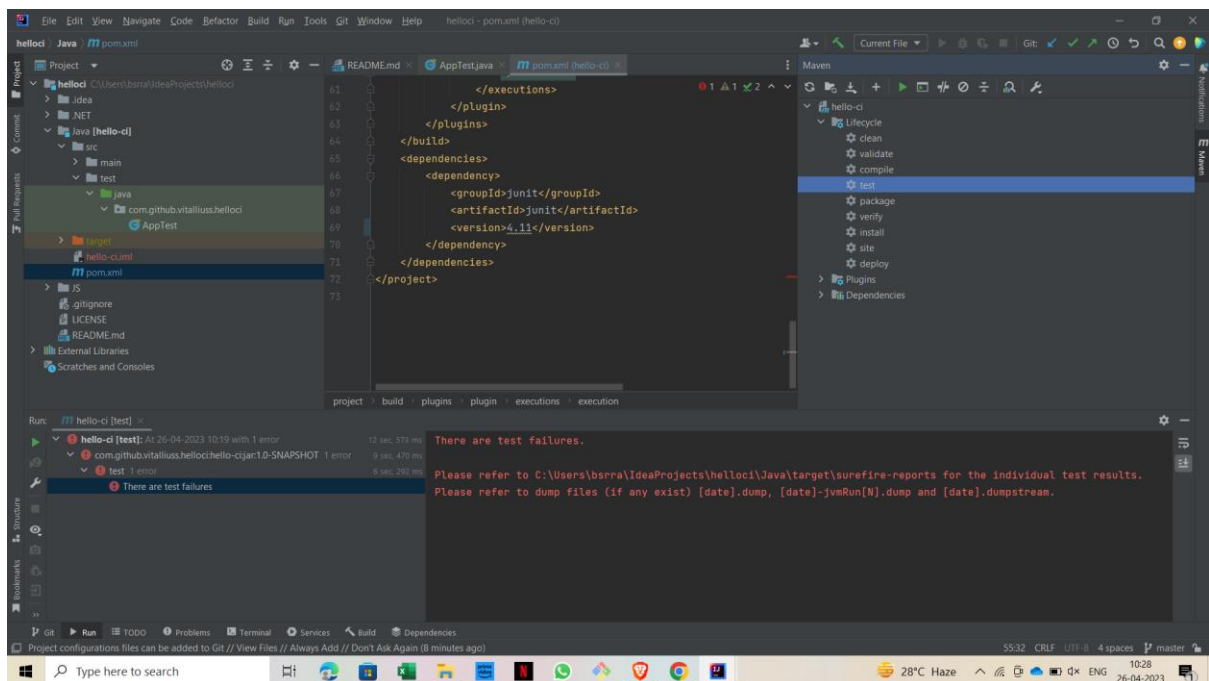 File Edit View Navigate Code Refactor Build Run Tools Git Window Help helloci - pom.xml (hello-ci)
helloci Java pom.xml
Current File Git:
Project
README.md
AppTest.java
pom.xml (hello-ci)
Maven
helloci C:\Users\bsrra\IdeaProjects\helloci
.idea
.NET
Java [hello-ci]
src
main
test
java
com.github.vitalliuss.helloci
AppTest
target
hello-ci.iml
pom.xml
JS
.gitignore
LICENSE
README.md
External Libraries
Scratches and Consoles
1 1 2
61 </executions>
62 </plugin>
63 </plugins>
64 </build>
65 <dependencies>
66 <dependency>
67 <groupId>junit</groupId>
68 <artifactId>junit</artifactId>
69 <version>4.11</version>
70 </dependency>
71 </dependencies>
72 </project>
73
project build plugins plugin executions execution
hello-ci
Lifecycle
clean
validate
compile
test
package
verify
install
site
deploy
Plugins
Dependencies
Project
Commit
Pull Requests
Structure
Bookmarks
Notifications
Maven
Run: hello-ci [test]
hello-ci [test]: At 26-04-2023 10:19 with 1 error 12 sec, 573 ms
com.github.vitalliuss.helloci:hello-ci:jar:1.0-SNAPSHOT 1 error 9 sec, 470 ms
test 1 error 6 sec, 292 ms
There are test failures
There are test failures.
Please refer to C:\Users\bsrra\IdeaProjects\helloci\Java\target\surefire-reports for the individual test results.
Please refer to dump files (if any exist) [date].dump, [date]-jvmRun[N].dump and [date].dumpstream.
Git Run TODO Problems Terminal Services Build Dependencies
Project configurations files can be added to Git // View Files // Always Add // Don't Ask Again (8 minutes ago) 55:32 CRLF UTF-8 4 spaces master
Type here to search
28°C Haze ENG
10:28
26-04-2023